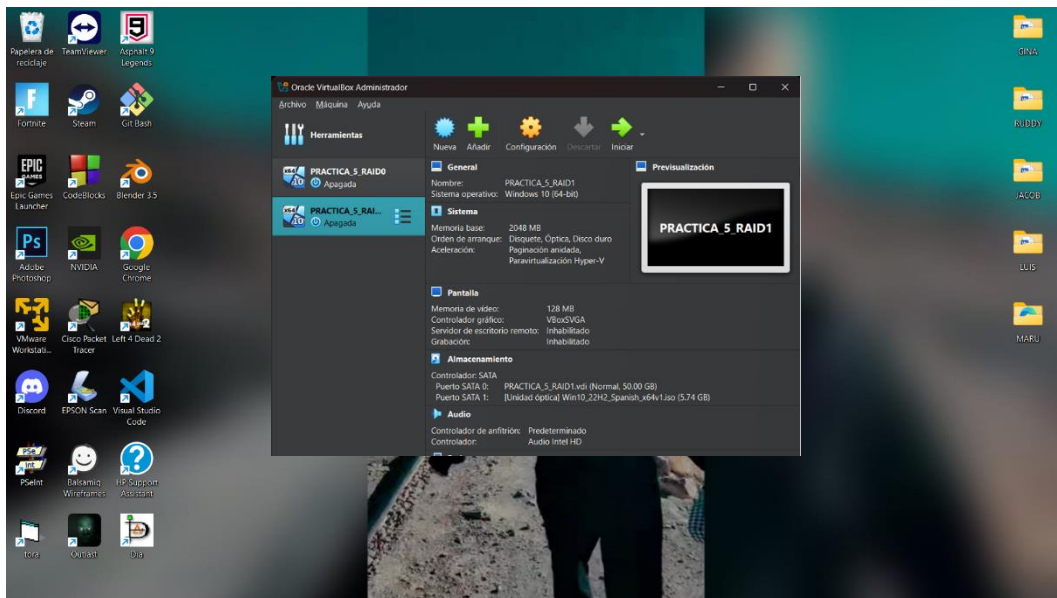 Papelera de
reciclaje
TeamViewer
Asphalt 9
Legends
Fortnite
Steam
Git Bash
EPIC
GAMES
Epic Games
Launcher
CodeBlocks
Blender 3.5
Ps
Adobe
Photoshop
NVIDIA
Google
Chrome
VMware
Workstati...
Cisco Packet
Tracer
Left 4 Dead 2
Discord
EPSON Scan
Visual Studio
Code
PSeInt
Balsamiq
Wireframes
HP Support
Assistant
tora
Outlast
Dia
Oracle VirtualBox Administrador
Archivo Máquina Ayuda
Herramientas
Nueva Añadir Configuración Descartar Iniciar
PRACTICA_5_RAID0
Apagada
PRACTICA_5_RAI...
Apagada
General
Nombre: PRACTICA_5_RAID1
Sistema operativo: Windows 10 (64-bit)
Sistema
Memoria base: 2048 MB
Orden de arranque: Disquete, Óptica, Disco duro
Aceleración: Paginación anidada,
Paravirtualización Hyper-V
Previsualización
PRACTICA_5_RAID1
Pantalla
Memoria de vídeo: 128 MB
Controlador gráfico: VBoxSVGA
Servidor de escritorio remoto: Inhabilitado
Grabación: Inhabilitado
Almacenamiento
Controlador: SATA
Puerto SATA 0: PRACTICA_5_RAID1.vdi (Normal, 50.00 GB)
Puerto SATA 1: [Unidad óptica] Win10_22H2_Spanish_x64v1.iso (5.74 GB)
Audio
Controlador de anfitrión: Predeterminado
Controlador: Audio Intel HD
GINA
RUDDY
JACOB
LUIS
MARU